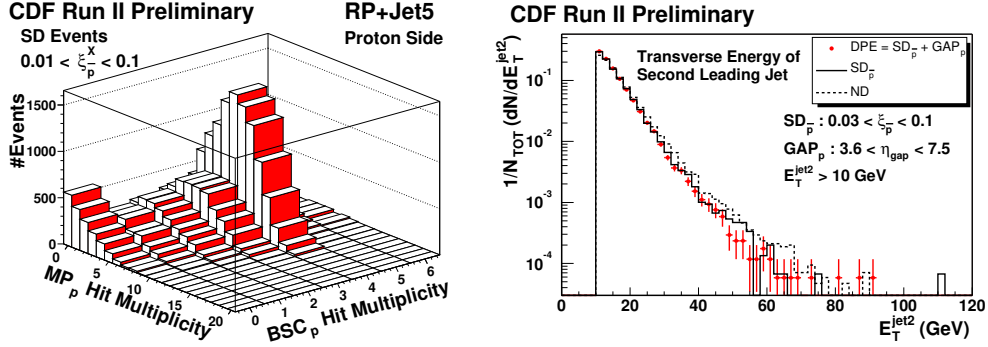 CDF Run II Preliminary
RP+Jet5
SD Events
Proton Side
0.01 < ξ_p̄^X < 0.1
#Events
1500
1000
500
0
0
5
10
15
20
MP_p Hit Multiplicity
0
1
2
3
4
5
6
BSC_p Hit Multiplicity
CDF Run II Preliminary
Transverse Energy of
Second Leading Jet
DPE = SD_p̄ + GAP_p
SD_p̄
ND
SD_p̄ : 0.03 < ξ_p̄ < 0.1
GAP_p : 3.6 < η_gap < 7.5
E_T^jet2 > 10 GeV
1/N_TOT (dN/dE_T^jet2)
10^-1
10^-2
10^-3
10^-4
0 20 40 60 80 100 120
E_T^jet2 (GeV)